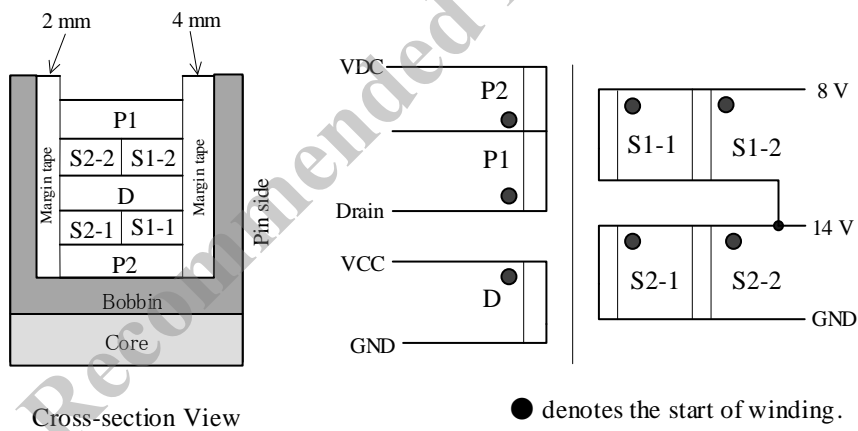 2 mm
4 mm
P1
S2-2
S1-2
D
S2-1
S1-1
P2
Margin tape
Margin tape
Pin side
Bobbin
Core
Cross-section View
VDC
P2
P1
Drain
VCC
D
GND
8 V
S1-1
S1-2
14 V
S2-1
S2-2
GND
denotes the start of winding.
Recommended